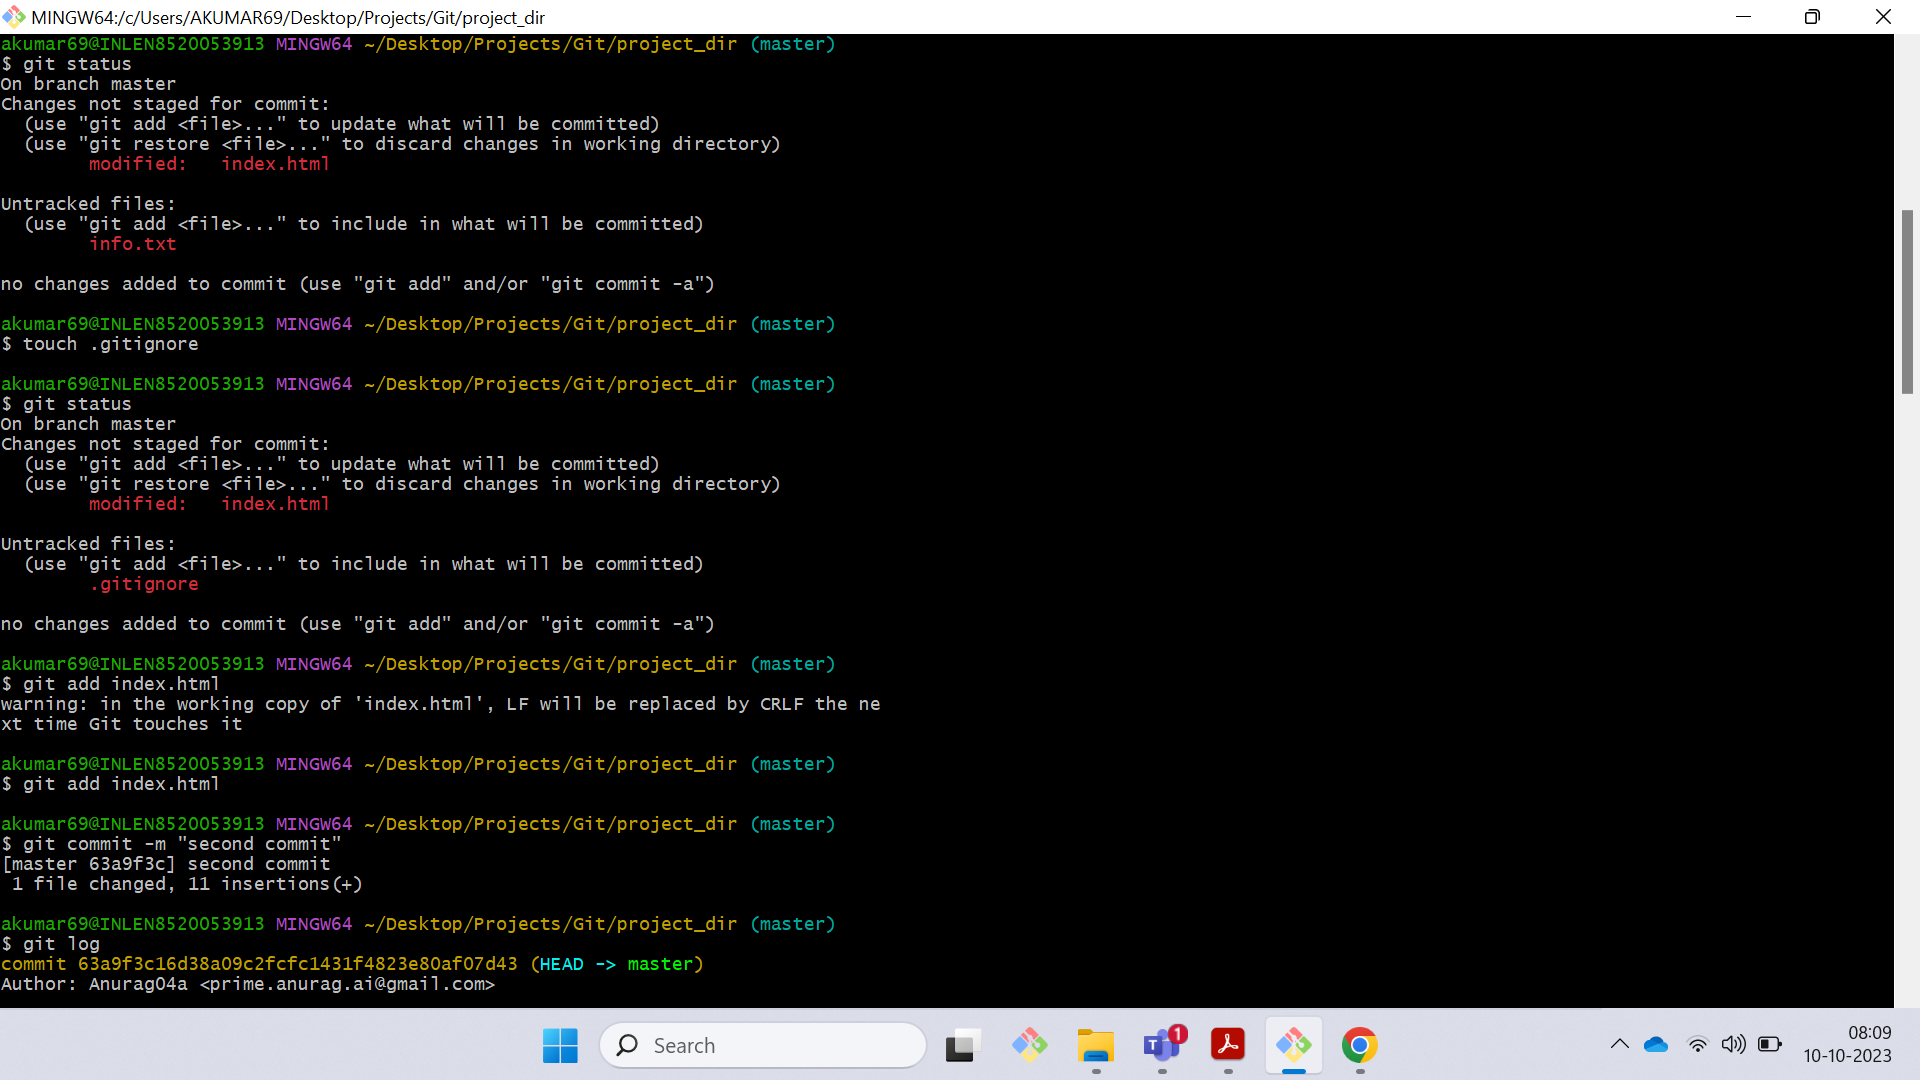 MINGW64:/c/Users/AKUMAR69/Desktop/Projects/Git/project_dir
akumar69@INLEN8520053913 MINGW64 ~/Desktop/Projects/Git/project_dir (master)
$ git status
On branch master
Changes not staged for commit:
  (use "git add <file>..." to update what will be committed)
  (use "git restore <file>..." to discard changes in working directory)
        modified:   index.html

Untracked files:
  (use "git add <file>..." to include in what will be committed)
        info.txt

no changes added to commit (use "git add" and/or "git commit -a")

akumar69@INLEN8520053913 MINGW64 ~/Desktop/Projects/Git/project_dir (master)
$ touch .gitignore

akumar69@INLEN8520053913 MINGW64 ~/Desktop/Projects/Git/project_dir (master)
$ git status
On branch master
Changes not staged for commit:
  (use "git add <file>..." to update what will be committed)
  (use "git restore <file>..." to discard changes in working directory)
        modified:   index.html

Untracked files:
  (use "git add <file>..." to include in what will be committed)
        .gitignore

no changes added to commit (use "git add" and/or "git commit -a")

akumar69@INLEN8520053913 MINGW64 ~/Desktop/Projects/Git/project_dir (master)
$ git add index.html
warning: in the working copy of 'index.html', LF will be replaced by CRLF the ne
xt time Git touches it

akumar69@INLEN8520053913 MINGW64 ~/Desktop/Projects/Git/project_dir (master)
$ git add index.html

akumar69@INLEN8520053913 MINGW64 ~/Desktop/Projects/Git/project_dir (master)
$ git commit -m "second commit"
[master 63a9f3c] second commit
 1 file changed, 11 insertions(+)

akumar69@INLEN8520053913 MINGW64 ~/Desktop/Projects/Git/project_dir (master)
$ git log
commit 63a9f3c16d38a09c2fcfc1431f4823e80af07d43 (HEAD -> master)
Author: Anurag04a <prime.anurag.ai@gmail.com>
Search
T
1
08:09
10-10-2023